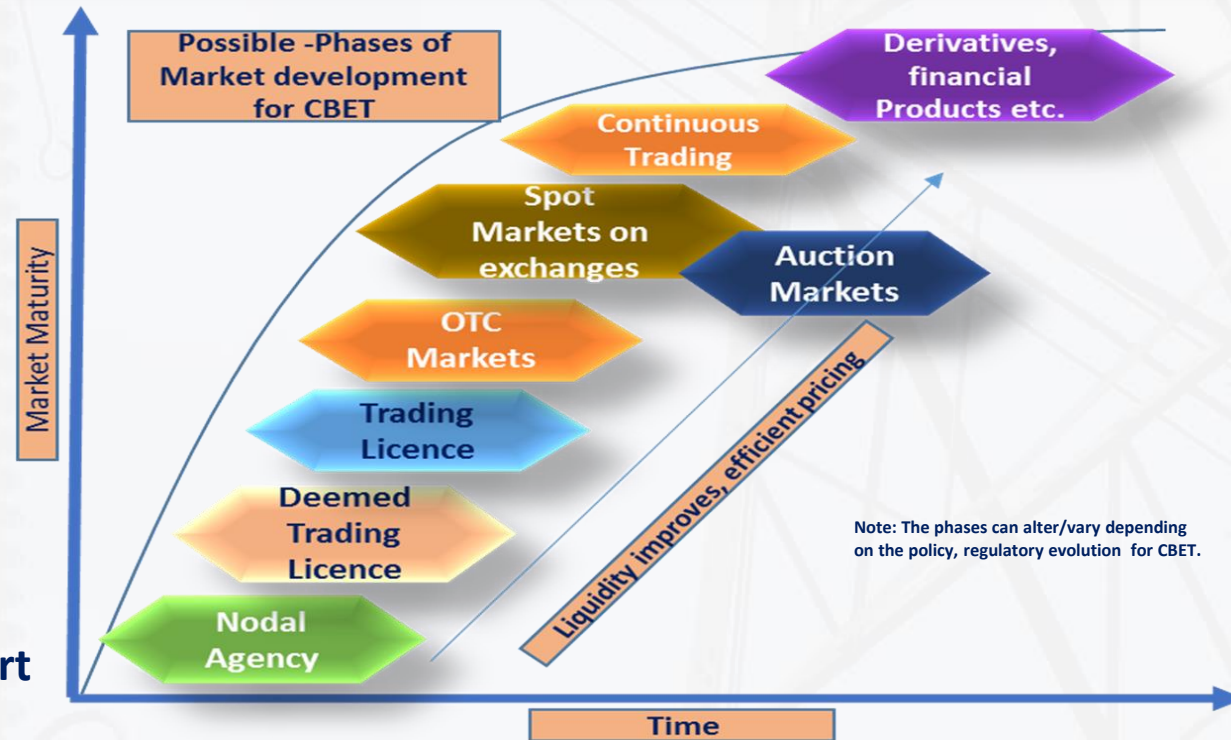 Possible -Phases of
Market development
for CBET
Derivatives,
financial
Products etc.
Continuous
Trading
Spot
Markets on
exchanges
Auction
Markets
OTC
Markets
Trading
Licence
Deemed
Trading
Licence
Nodal
Agency
Market Maturity
Liquidity improves, efficient pricing
Note: The phases can alter/vary depending
on the policy, regulatory evolution for CBET.
rt
Time